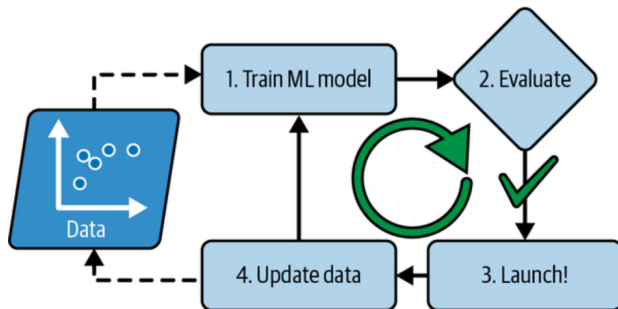 1. Train ML model
2. Evaluate
Data
4. Update data
3. Launch!